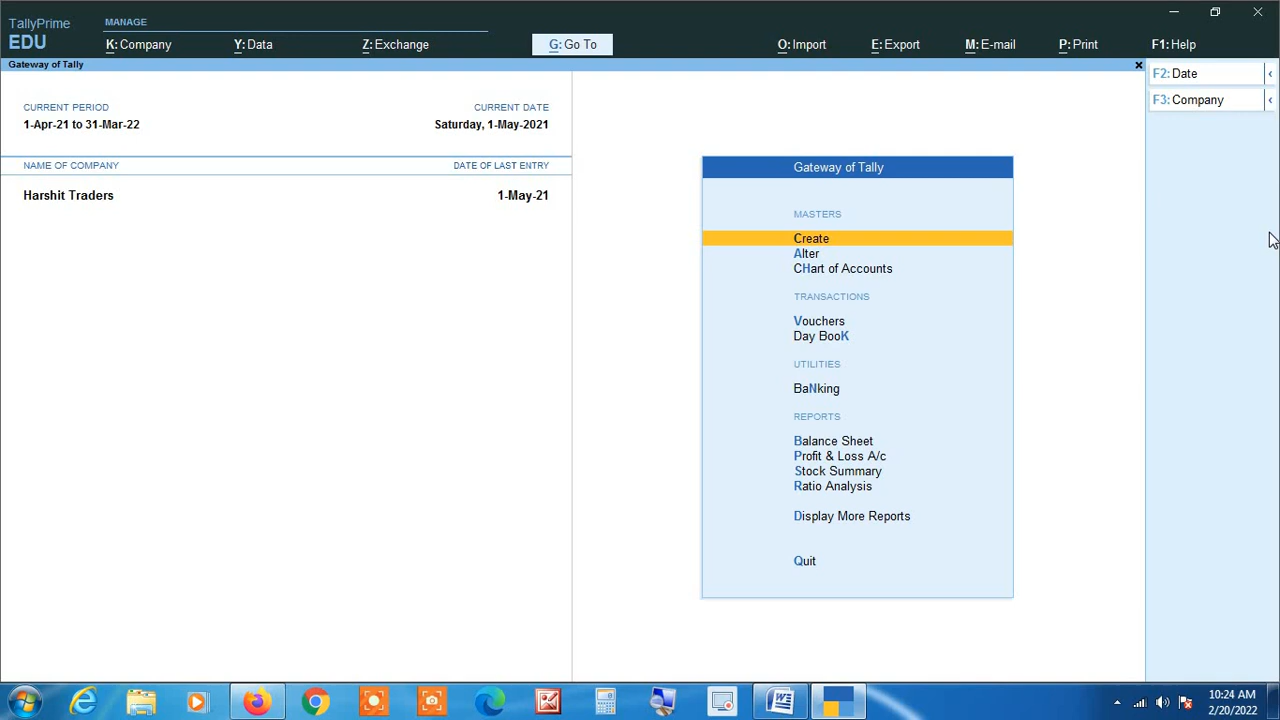 TallyPrime
EDU
MANAGE
K: Company
Y: Data
Z: Exchange
G: Go To
O: Import
E: Export
M: E-mail
P: Print
F1: Help
Gateway of Tally
F2: Date
F3: Company
CURRENT PERIOD
CURRENT DATE
1-Apr-21 to 31-Mar-22
Saturday, 1-May-2021
NAME OF COMPANY
DATE OF LAST ENTRY
Harshit Traders
1-May-21
Gateway of Tally
MASTERS
Create
Alter
CHart of Accounts
TRANSACTIONS
Vouchers
Day BooK
UTILITIES
BaNking
REPORTS
Balance Sheet
Profit & Loss A/c
Stock Summary
Ratio Analysis
Display More Reports
Quit
10:24 AM
2/20/2022